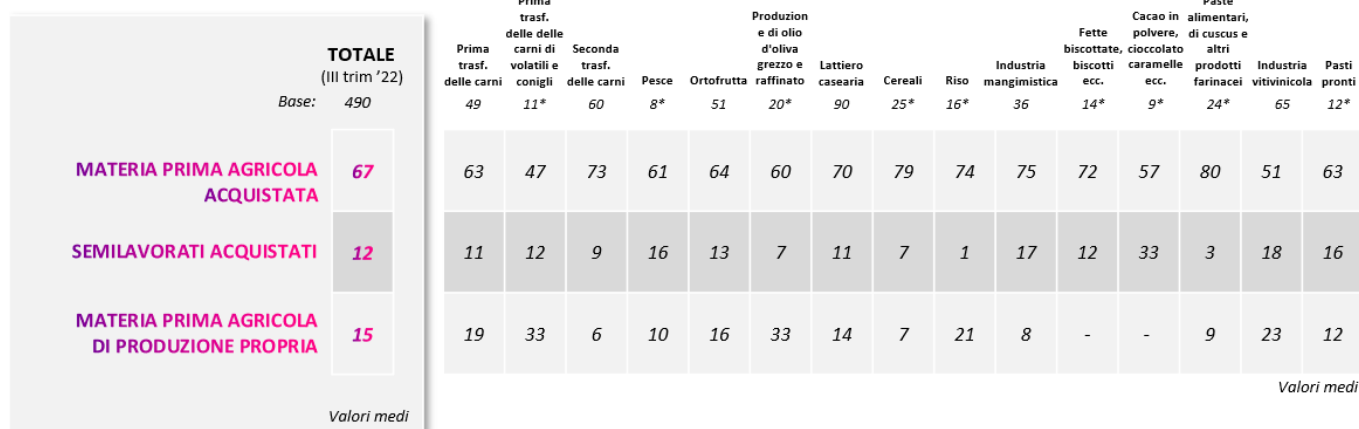 TOTALE
(III trim ’22)
Base: 490
Prima
trasf.
delle carni
49
Prima
trasf.
delle delle
carni di
volatili e
conigli
11*
Seconda
trasf.
delle carni
60
Pesce
8*
Ortofrutta
51
Produzion
e di olio
d'oliva
grezzo e
raffinato
20*
Lattiero
casearia
90
Cereali
25*
Riso
16*
Industria
mangimistica
36
Fette
biscottate,
biscotti
ecc.
14*
Cacao in
polvere,
cioccolato
caramelle
ecc.
9*
Paste
alimentari,
di cuscus e
altri
prodotti
farinacei
24*
Industria
vitivinicola
65
Pasti
pronti
12*
MATERIA PRIMA AGRICOLA
ACQUISTATA
67 63 47 73 61 64 60 70 79 74 75 72 57 80 51 63
SEMILAVORATI ACQUISTATI 12 11 12 9 16 13 7 11 7 1 17 12 33 3 18 16
MATERIA PRIMA AGRICOLA
DI PRODUZIONE PROPRIA
15 19 33 6 10 16 33 14 7 21 8 - - 9 23 12
Valori medi
Valori medi